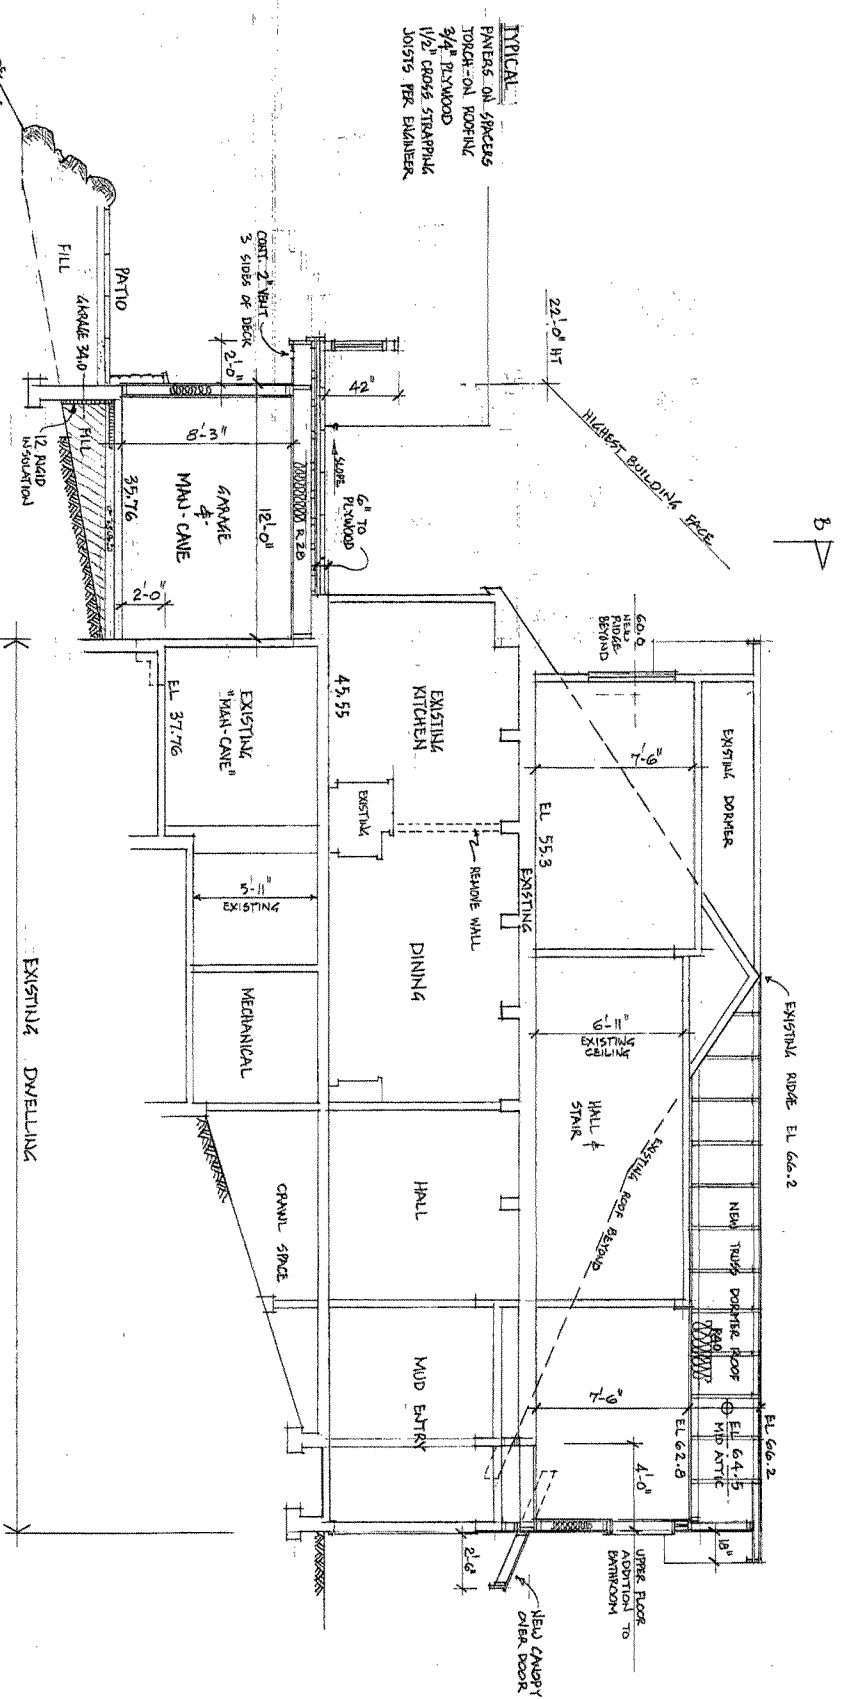 TYPICAL
PAVERS ON SPACERS
TORCH-ON ROOFING
3/4" PLYWOOD
1 1/2" CROSS STRAPPING
JOISTS PER ENGINEER
22'-0" HT
HIGHEST BUILDING FACE
B
CONT. 2" VENT
3 SIDES OF DECK
2'-0"
42"
SLOPE
6" TO
PLYWOOD
60.0
NEW
RIDGE
BEYOND
EXISTING DORMER
7'-6"
EL 55.3
EXISTING
EXISTING RIDGE EL 66.2
6'-11"
EXISTING
CEILING
HALL &
STAIR
EXISTING ROOF BEYOND
NEW TRUSS DORMER ROOF
R40
EL 66.2
EL 64.5
MID ATTIC
EL 62.8
7'-6"
4'-0"
18"
UPPER FLOOR
ADDITION TO
BATHROOM
NEW CANOPY
OVER DOOR
2'-6"
EXISTING
KITCHEN
45.55
EXISTING
REMOVE WALL
DINING
HALL
MUD ENTRY
PATIO
FILL
GARAGE 34.0
FILL
12 RIGID
INSULATION
8'-3"
35.76
GARAGE
&
MAN-CAVE
12'-0"
R28
2'-0"
EXISTING
"MAN-CAVE"
EL 37.76
5'-11"
EXISTING
MECHANICAL
CRAWL SPACE
EXISTING DWELLING